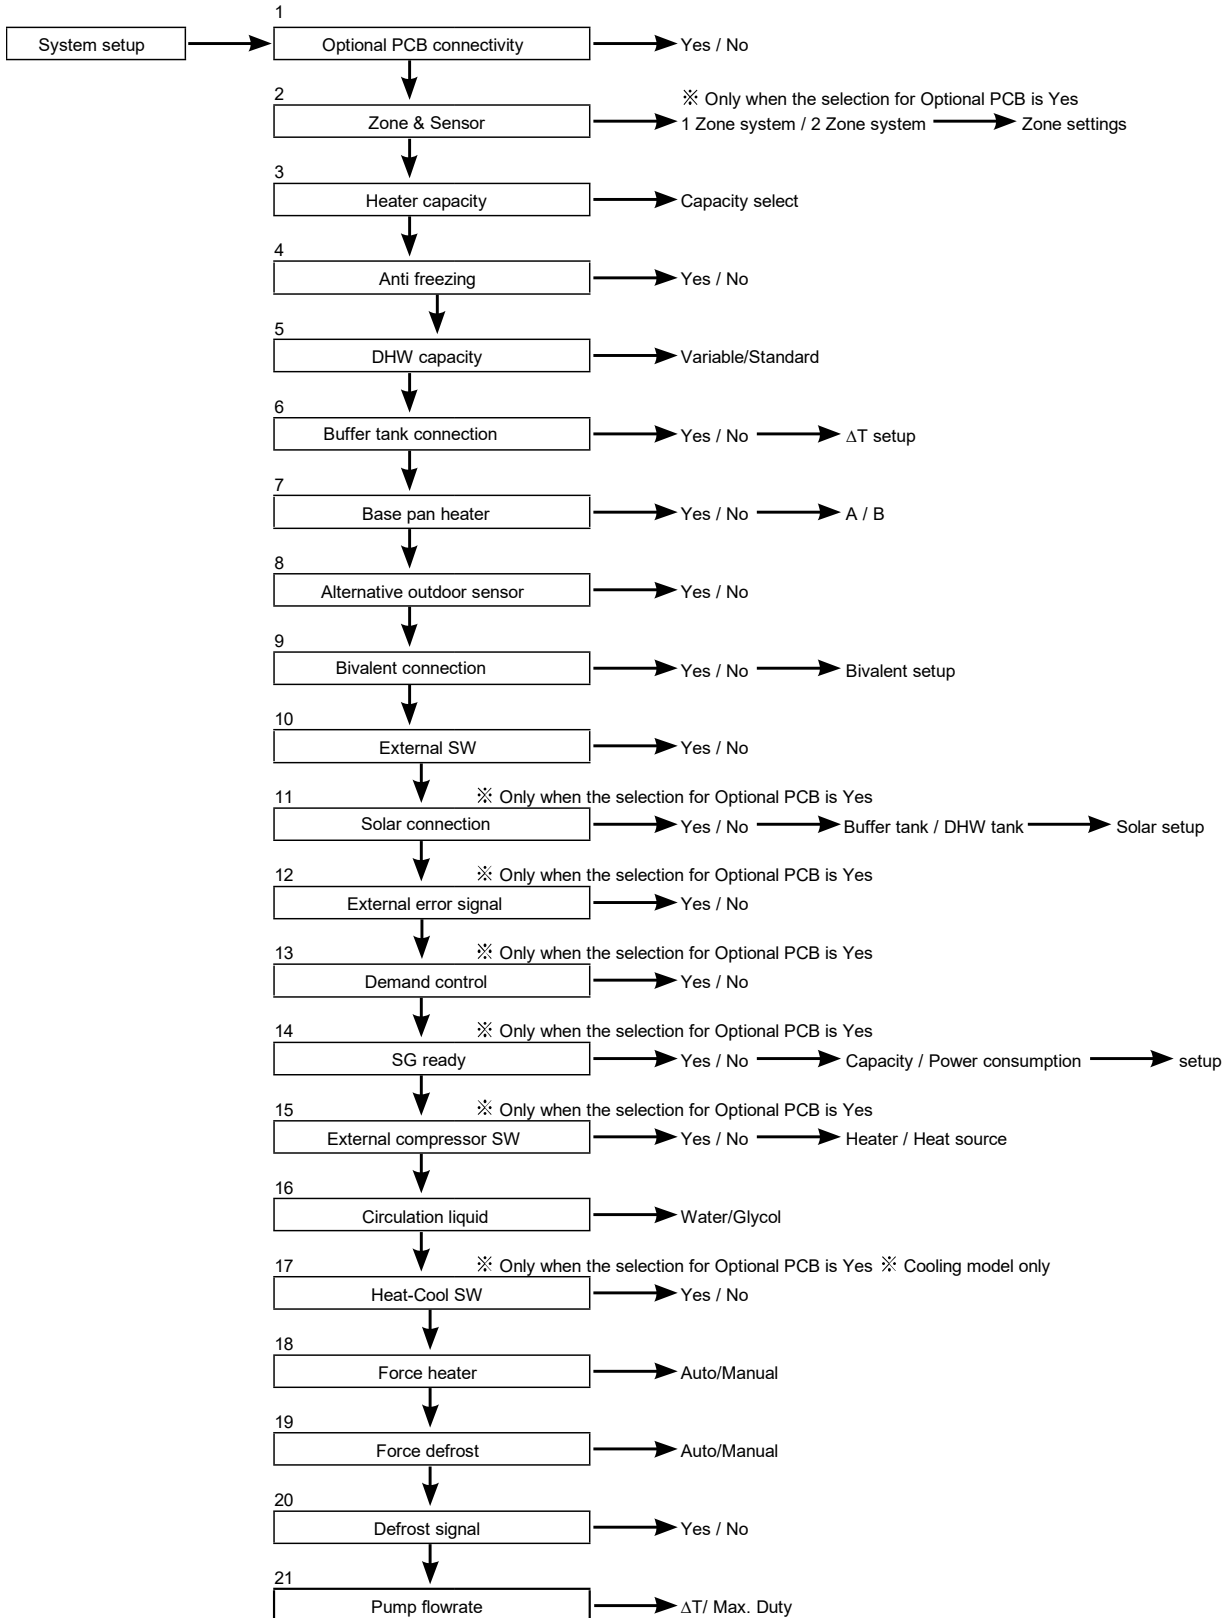 1
System setup Optional PCB connectivity Yes / No
2 ※ Only when the selection for Optional PCB is Yes
Zone & Sensor 1 Zone system / 2 Zone system Zone settings
3
Heater capacity Capacity select
4
Anti freezing Yes / No
5
DHW capacity Variable/Standard
6
Buffer tank connection Yes / No ΔT setup
7
Base pan heater Yes / No A / B
8
Alternative outdoor sensor Yes / No
9
Bivalent connection Yes / No Bivalent setup
10
External SW Yes / No
11 ※ Only when the selection for Optional PCB is Yes
Solar connection Yes / No Buffer tank / DHW tank Solar setup
12 ※ Only when the selection for Optional PCB is Yes
External error signal Yes / No
13 ※ Only when the selection for Optional PCB is Yes
Demand control Yes / No
14 ※ Only when the selection for Optional PCB is Yes
SG ready Yes / No Capacity / Power consumption setup
15 ※ Only when the selection for Optional PCB is Yes
External compressor SW Yes / No Heater / Heat source
16
Circulation liquid Water/Glycol
17 ※ Only when the selection for Optional PCB is Yes ※ Cooling model only
Heat-Cool SW Yes / No
18
Force heater Auto/Manual
19
Force defrost Auto/Manual
20
Defrost signal Yes / No
21
Pump flowrate ΔT/ Max. Duty